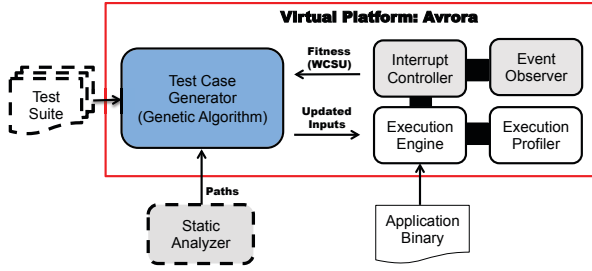 Virtual Platform: Avrora
Test
Suite
Test Case
Generator
(Genetic Algorithm)
Fitness
(WCSU)
Updated
Inputs
Interrupt
Controller
Event
Observer
Execution
Engine
Execution
Profiler
Paths
Static
Analyzer
Application
Binary